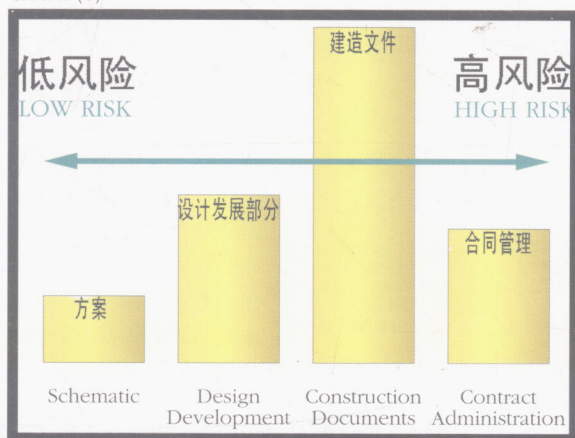 建造文件
低风险
LOW RISK
高风险
HIGH RISK
设计发展部分
合同管理
方案
Schematic
Design
Development
Construction
Documents
Contract
Administration